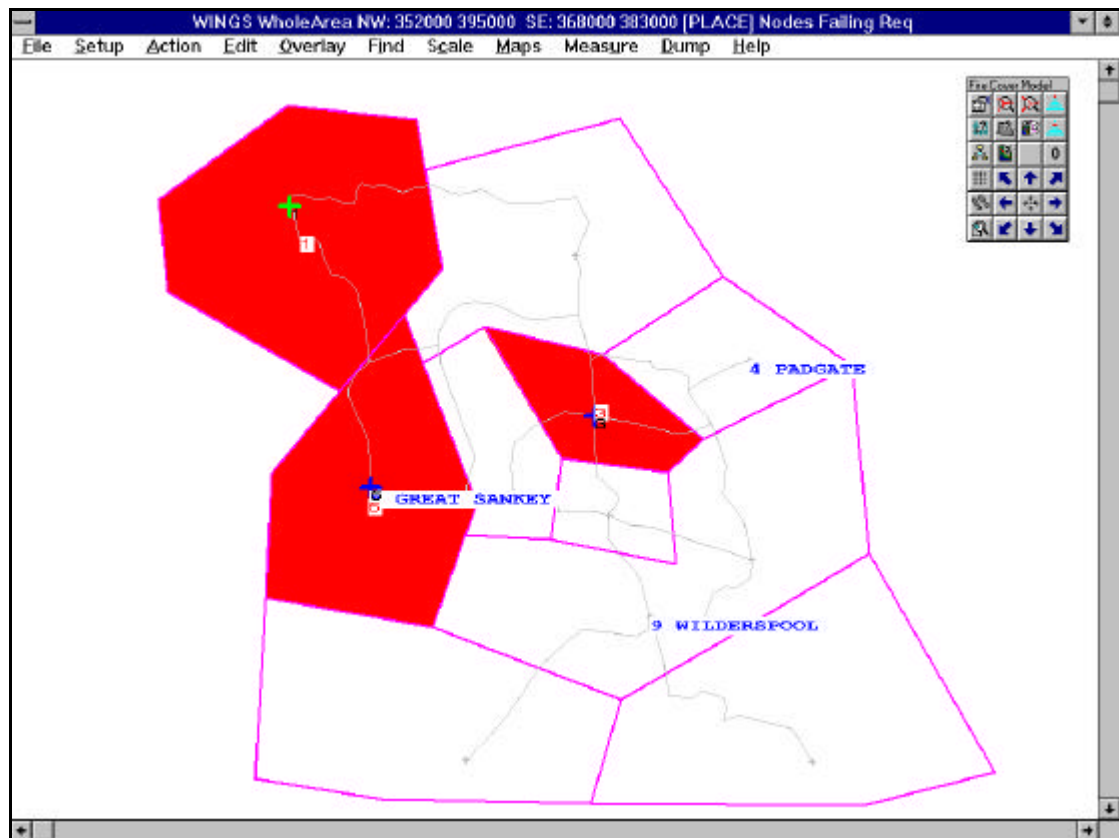 WINGS WholeArea NW: 352000 395000 SE: 368000 383000 [PLACE] Nodes Failing Req
File Setup Action Edit Overlay Find Scale Maps Measure Dump Help
Fire Cover Model
0
1
4 PADGATE
3
GREAT SANKEY
9 WILDERSPOOL